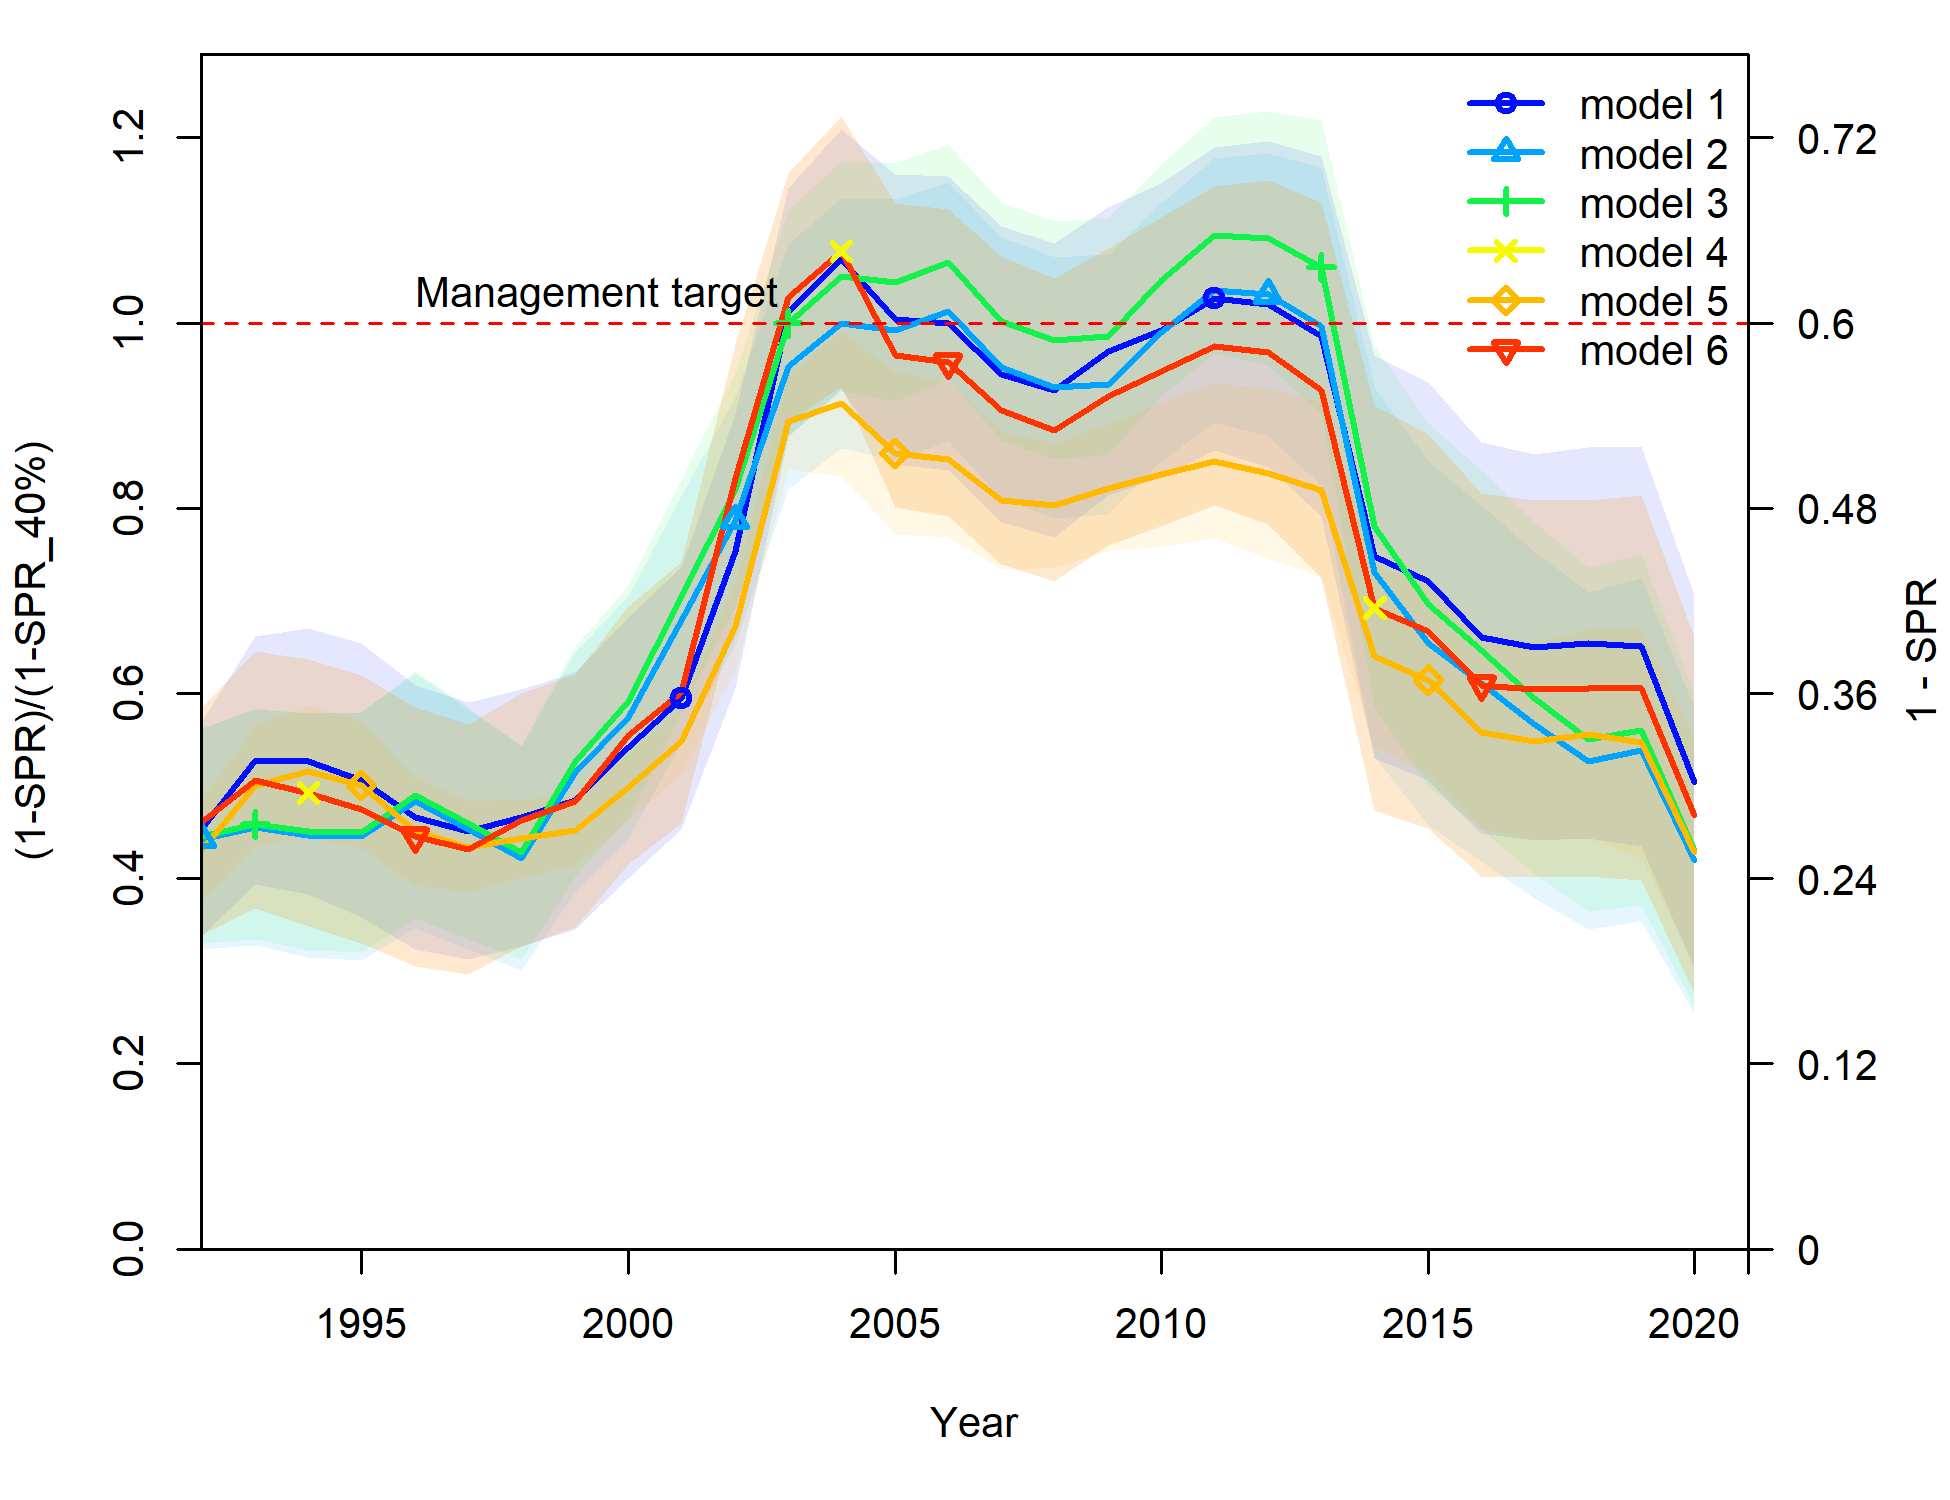 model 1
model 2
model 3
model 4
model 5
model 6
Management target
(1-SPR)/(1-SPR_40%)
0.0
0.2
0.4
0.6
0.8
1.0
1.2
1 - SPR
0
0.12
0.24
0.36
0.48
0.6
0.72
1995
2000
2005
2010
2015
2020
Year